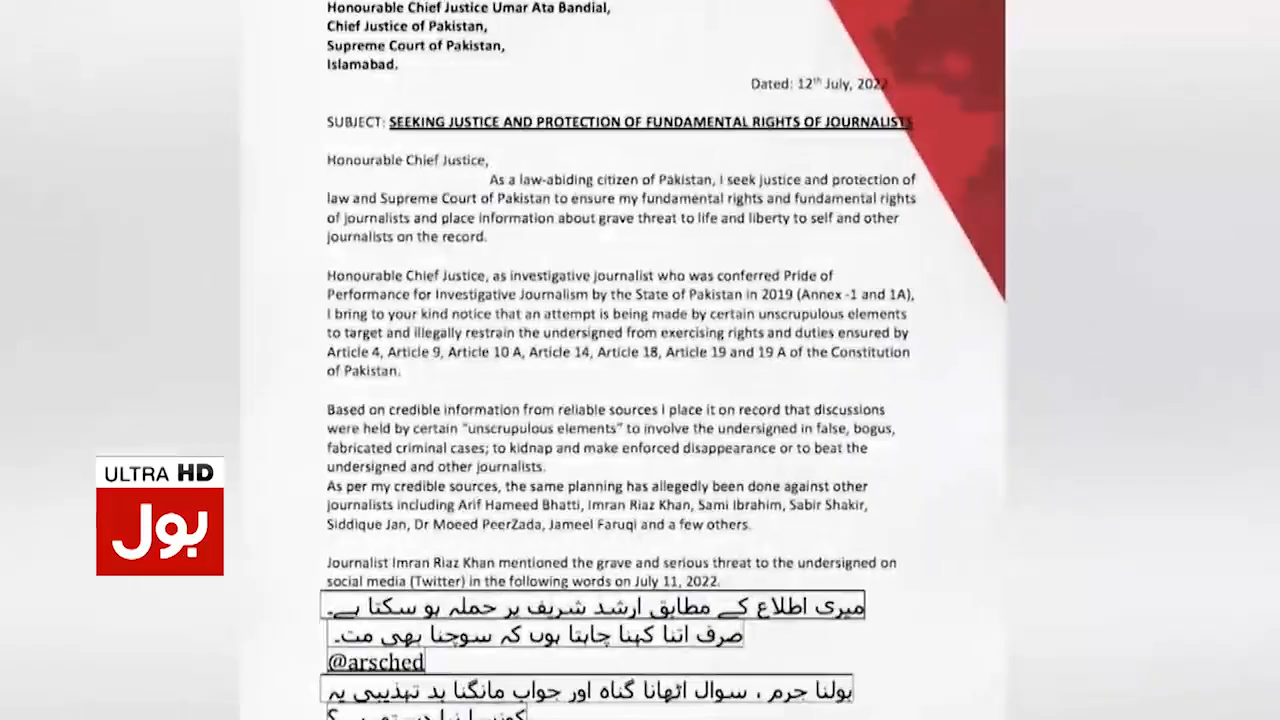 Honourable Chief Justice Umar Ata Bandial,
Chief Justice of Pakistan,
Supreme Court of Pakistan,
Islamabad.
Dated: 12th July, 2022
SUBJECT: SEEKING JUSTICE AND PROTECTION OF FUNDAMENTAL RIGHTS OF JOURNALISTS
Honourable Chief Justice,
As a law-abiding citizen of Pakistan, I seek justice and protection of
law and Supreme Court of Pakistan to ensure my fundamental rights and fundamental rights
of journalists and place information about grave threat to life and liberty to self and other
journalists on the record.
Honourable Chief Justice, as investigative journalist who was conferred Pride of
Performance for Investigative Journalism by the State of Pakistan in 2019 (Annex -1 and 1A),
I bring to your kind notice that an attempt is being made by certain unscrupulous elements
to target and illegally restrain the undersigned from exercising rights and duties ensured by
Article 4, Article 9, Article 10 A, Article 14, Article 18, Article 19 and 19 A of the Constitution
of Pakistan.
Based on credible information from reliable sources I place it on record that discussions
were held by certain "unscrupulous elements" to involve the undersigned in false, bogus,
fabricated criminal cases; to kidnap and make enforced disappearance or to beat the
undersigned and other journalists.
As per my credible sources, the same planning has allegedly been done against other
journalists including Arif Hameed Bhatti, Imran Riaz Khan, Sami Ibrahim, Sabir Shakir,
Siddique Jan, Dr Moeed PeerZada, Jameel Faruqi and a few others.
Journalist Imran Riaz Khan mentioned the grave and serious threat to the undersigned on
social media (Twitter) in the following words on July 11, 2022.
میری اطلاع کے مطابق ارشد شریف پر حملہ ہو سکتا ہے۔
صرف اتنا کہنا چاہتا ہوں کہ سوچنا بھی مت۔
@arsched
بولنا جرم ، سوال اٹھانا گناہ اور جواب مانگنا بد تہذیبی یہ
ULTRA HD
بول